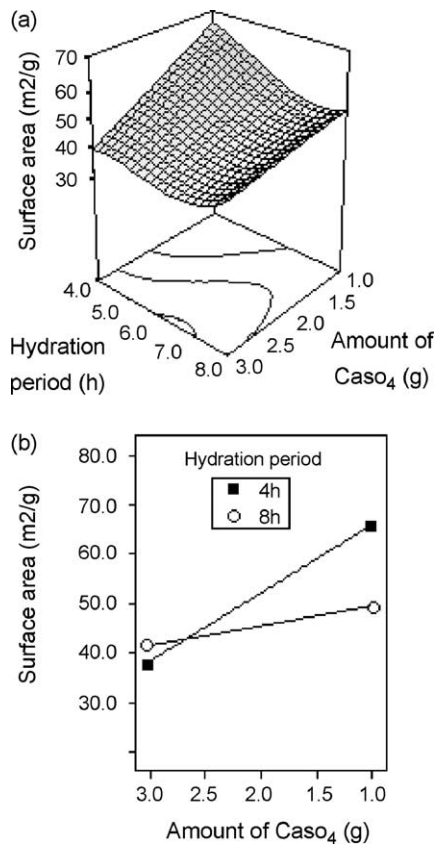 (a)
Surface area (m2/g)
70
60
50
40
30
4.0
5.0
6.0
7.0
8.0
Hydration
period (h)
3.0
2.5
2.0
1.5
1.0
Amount of
Caso₄ (g)
(b)
Surface area (m2/g)
80.0
70.0
60.0
50.0
40.0
30.0
Hydration period
4h
8h
3.0 2.5 2.0 1.5 1.0
Amount of Caso₄ (g)